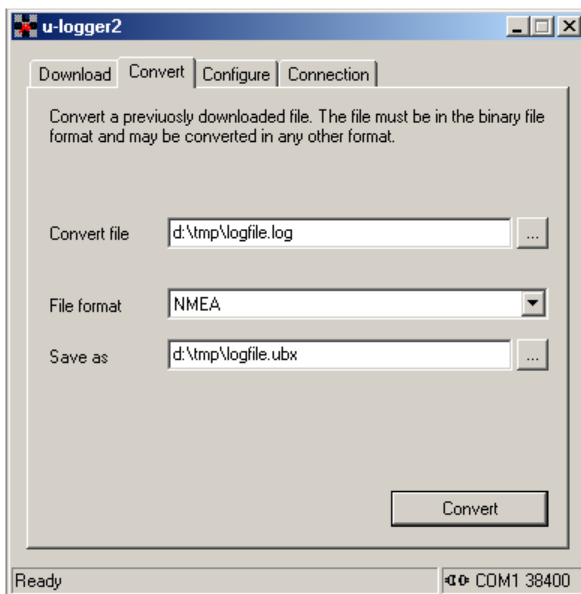 u-logger2
Download Convert Configure Connection
Convert a previuosly downloaded file. The file must be in the binary file
format and may be converted in any other format.
Convert file d:\tmp\logfile.log ...
File format NMEA
Save as d:\tmp\logfile.ubx ...
Convert
Ready COM1 38400